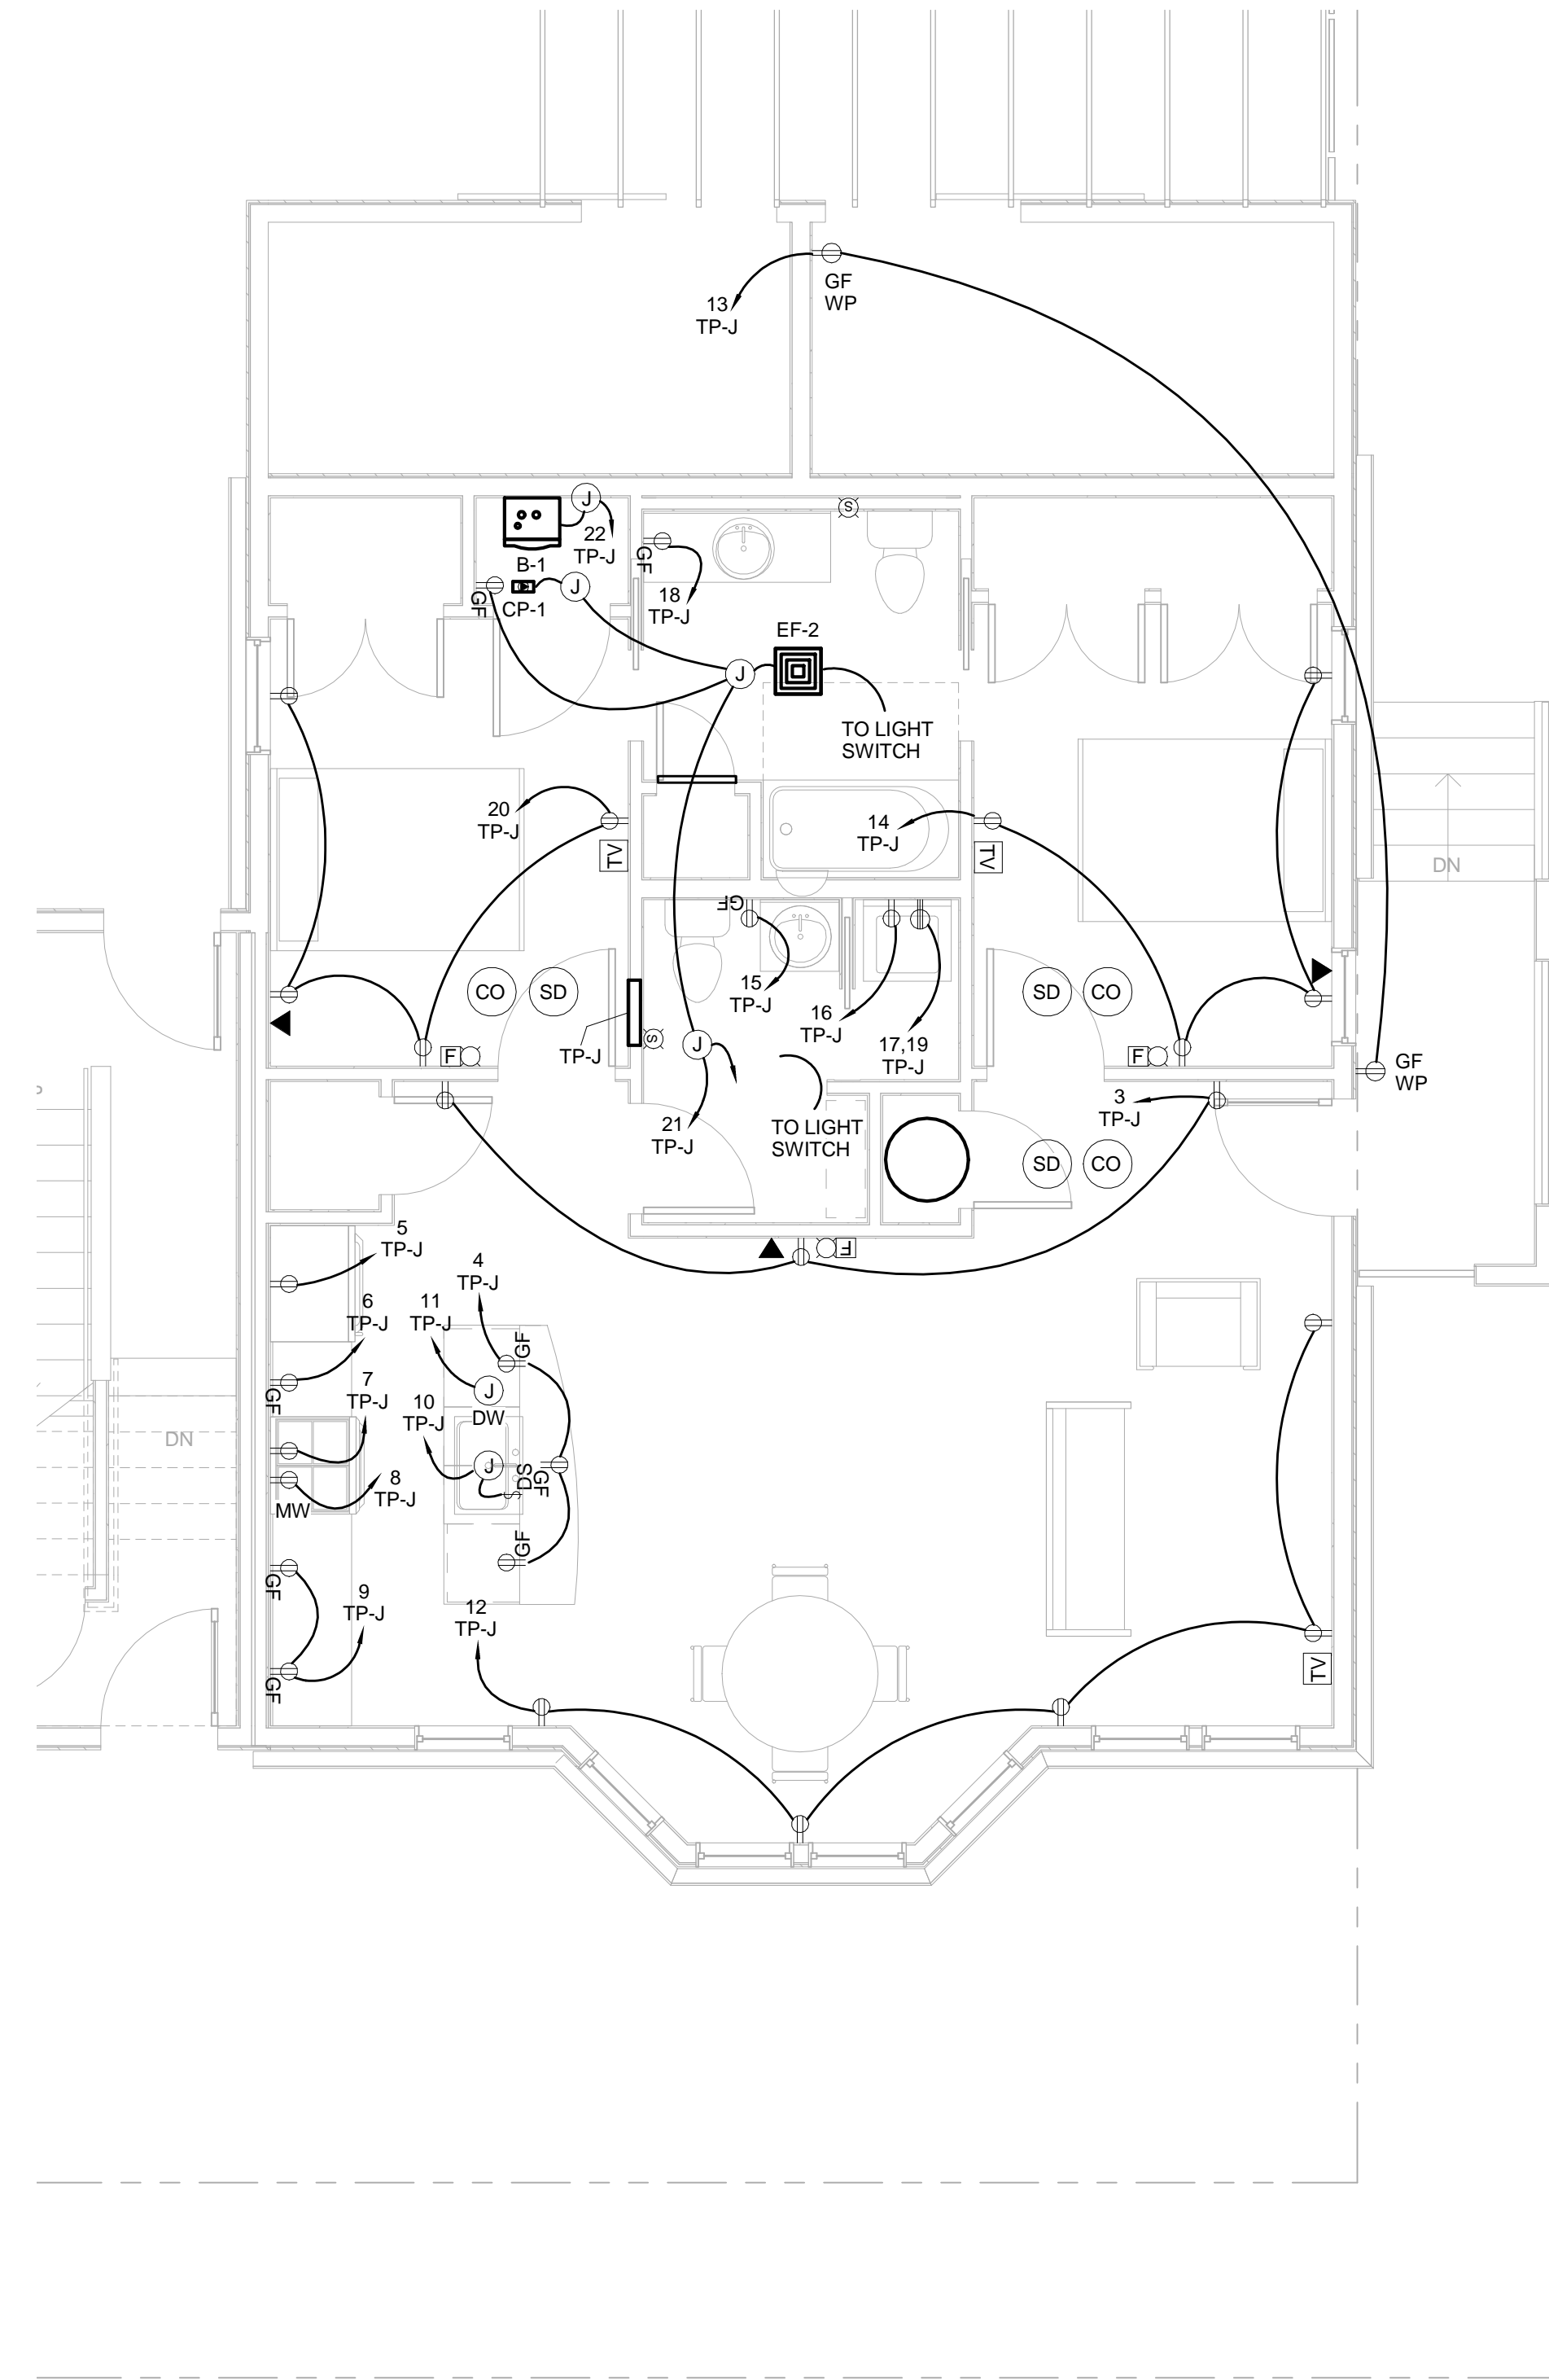 GF
WP
13
TP-J
J
22
TP-J
B-1
GF
S
J
GF
CP-1
18
TP-J
EF-2
J
TO LIGHT
SWITCH
20
TP-J
TV
14
TP-J
TV
DN
GF
CO
SD
15
TP-J
16
TP-J
17,19
TP-J
SD
CO
F
TP-J
S
J
F
GF
WP
21
TP-J
TO LIGHT
SWITCH
3
TP-J
SD
CO
5
TP-J
F
4
TP-J
6
TP-J
11
TP-J
GF
GF
7
TP-J
J
DW
10
TP-J
DN
J
8
TP-J
MW
S
DS
GF
GF
GF
9
TP-J
12
TP-J
GF
TV